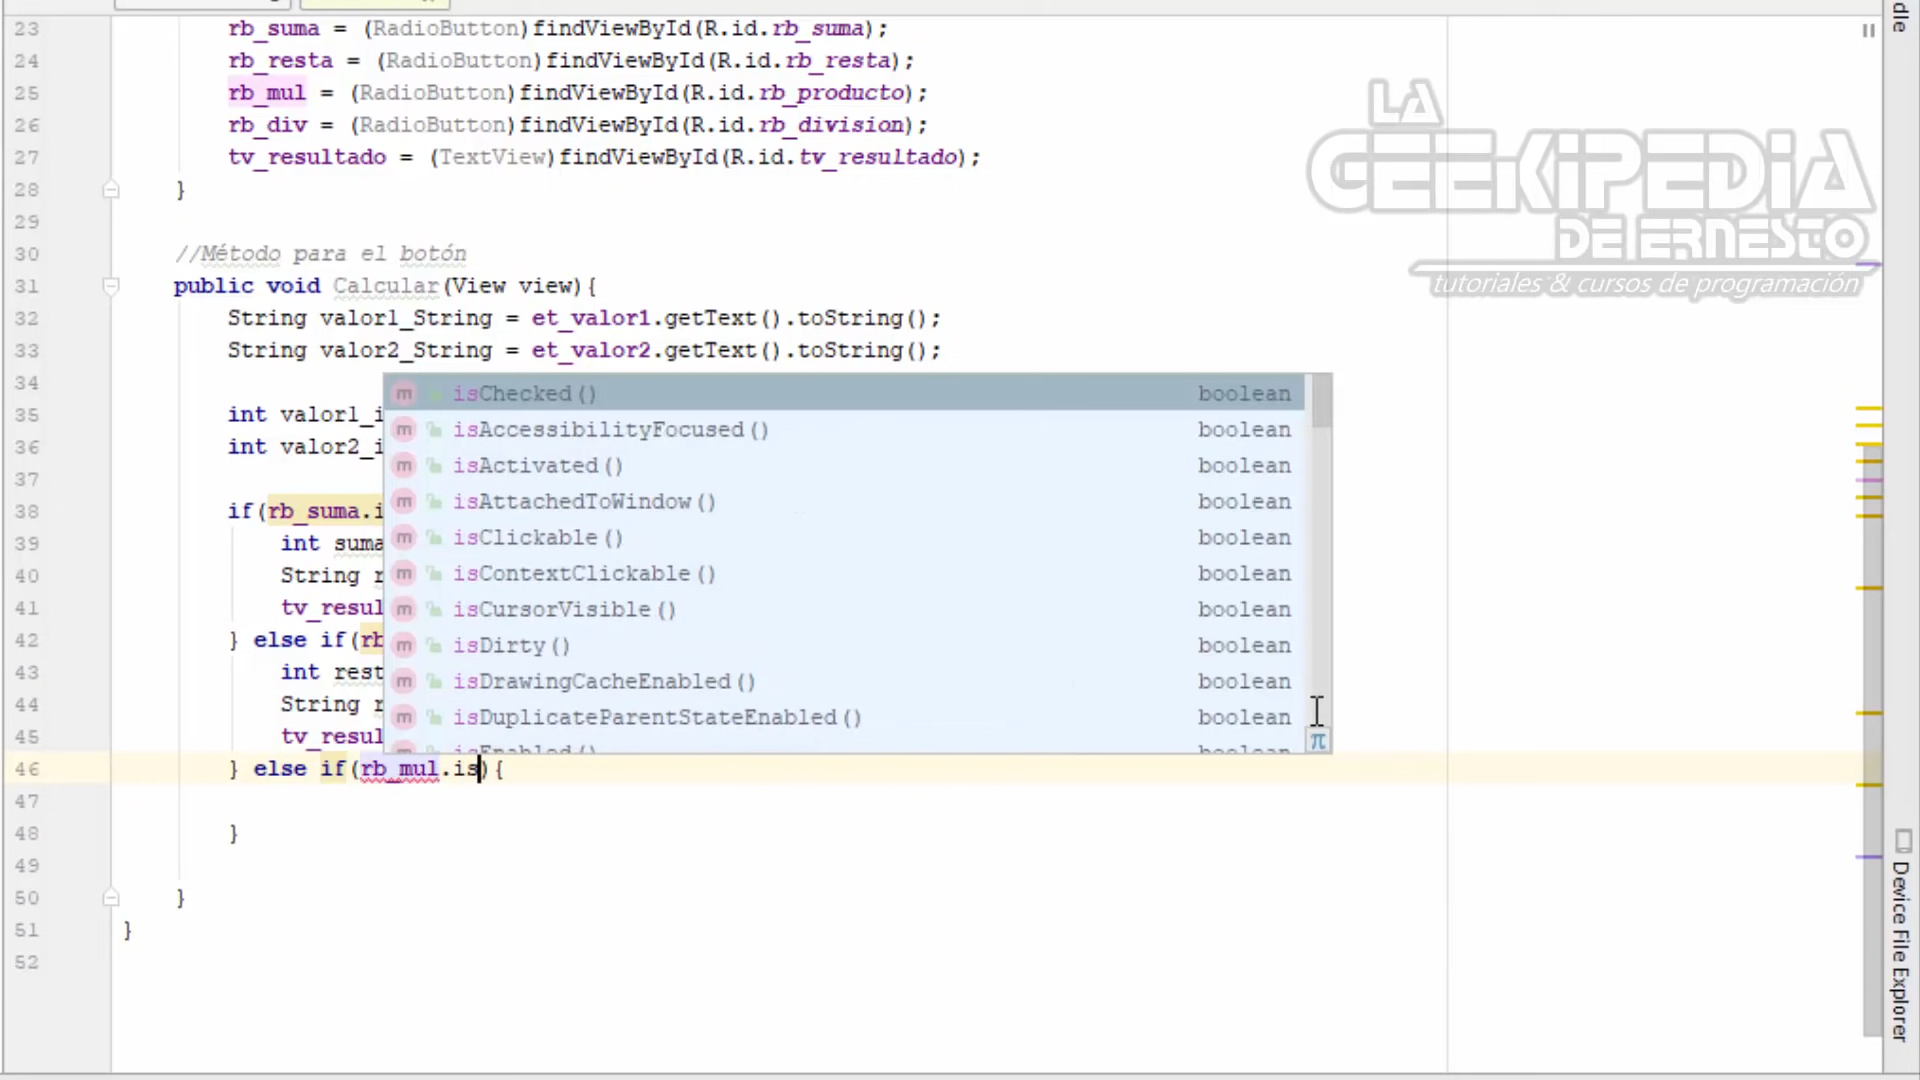 23 rb_suma = (RadioButton)findViewById(R.id.rb_suma);
24 rb_resta = (RadioButton)findViewById(R.id.rb_resta);
25 rb_mul = (RadioButton)findViewById(R.id.rb_producto);
26 rb_div = (RadioButton)findViewById(R.id.rb_division);
27 tv_resultado = (TextView)findViewById(R.id.tv_resultado);
28 }
29
30 //Método para el botón
31 public void Calcular(View view){
32 String valor1_String = et_valor1.getText().toString();
33 String valor2_String = et_valor2.getText().toString();
34
35 int valor1_i
36 int valor2_i
37
38 if(rb_suma.i
39 int suma
40 String r
41 tv_resul
42 } else if(rb
43 int rest
44 String r
45 tv_resul
46 } else if(rb_mul.is){
47
48 }
49
50 }
51 }
52
isChecked() boolean
isAccessibilityFocused() boolean
isActivated() boolean
isAttachedToWindow() boolean
isClickable() boolean
isContextClickable() boolean
isCursorVisible() boolean
isDirty() boolean
isDrawingCacheEnabled() boolean
isDuplicateParentStateEnabled() boolean
isEnabled() boolean
π
LA
GEEKIPEDIA
DE ERNESTO
tutoriales & cursos de programación
dle
Device File Explorer